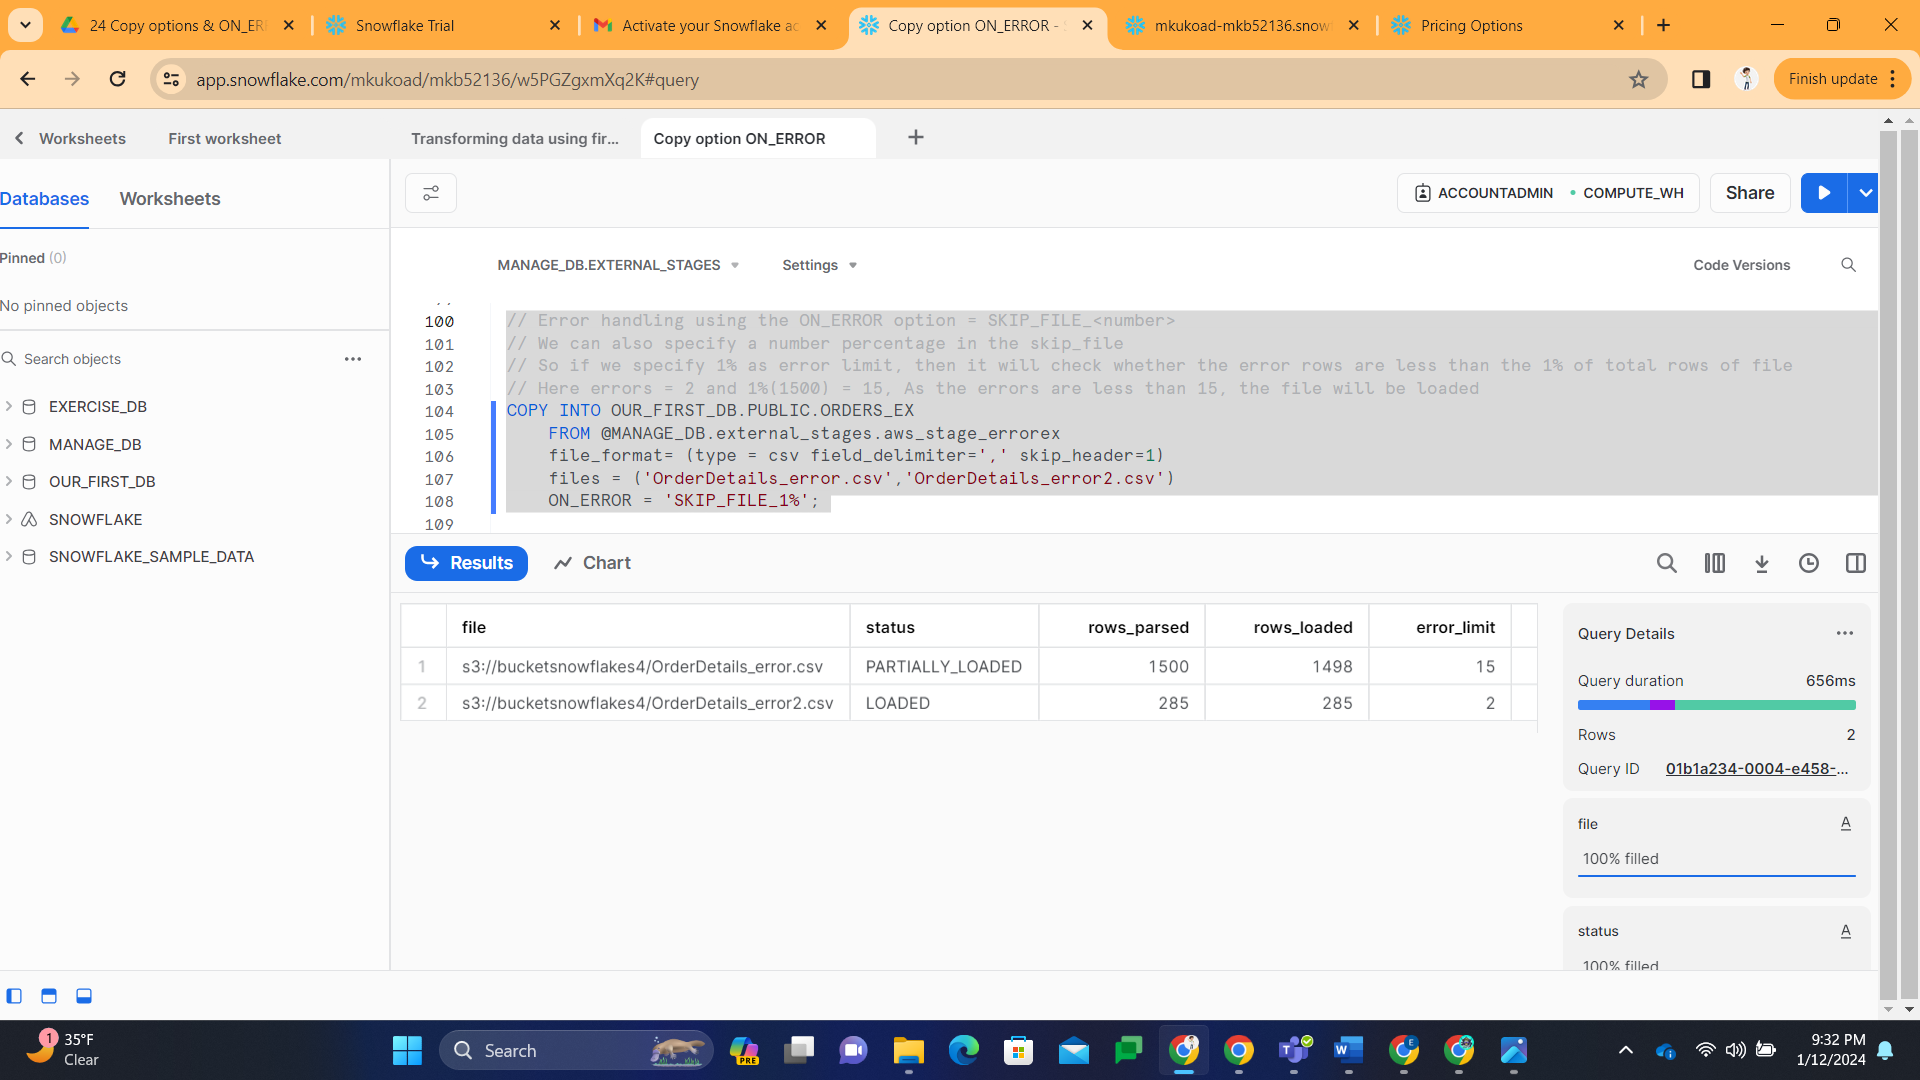 24 Copy options & ON_ER
Snowflake Trial
Activate your Snowflake ac
Copy option ON_ERROR - S
mkukoad-mkb52136.snow
Pricing Options
app.snowflake.com/mkukoad/mkb52136/w5PGZgxmXq2K#query
Finish update
Worksheets
First worksheet
Transforming data using fir...
Copy option ON_ERROR
Databases
Worksheets
ACCOUNTADMIN
COMPUTE_WH
Share
Pinned (0)
No pinned objects
Search objects
EXERCISE_DB
MANAGE_DB
OUR_FIRST_DB
SNOWFLAKE
SNOWFLAKE_SAMPLE_DATA
MANAGE_DB.EXTERNAL_STAGES
Settings
Code Versions
100 // Error handling using the ON_ERROR option = SKIP_FILE_<number>
101 // We can also specify a number percentage in the skip_file
102 // So if we specify 1% as error limit, then it will check whether the error rows are less than the 1% of total rows of file
103 // Here errors = 2 and 1%(1500) = 15, As the errors are less than 15, the file will be loaded
104 COPY INTO OUR_FIRST_DB.PUBLIC.ORDERS_EX
105 FROM @MANAGE_DB.external_stages.aws_stage_errorex
106 file_format= (type = csv field_delimiter=',' skip_header=1)
107 files = ('OrderDetails_error.csv','OrderDetails_error2.csv')
108 ON_ERROR = 'SKIP_FILE_1%';
109
Results
Chart
file status rows_parsed rows_loaded error_limit
1 s3://bucketsnowflakes4/OrderDetails_error.csv PARTIALLY_LOADED 1500 1498 15
2 s3://bucketsnowflakes4/OrderDetails_error2.csv LOADED 285 285 2
Query Details
...
Query duration 656ms
Rows 2
Query ID 01b1a234-0004-e458-...
file A
100% filled
status A
100% filled
1
35°F
Clear
Search
PRE
9:32 PM
1/12/2024